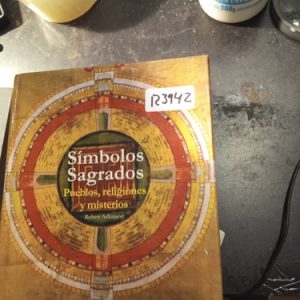 R3942
Símbolos
Sagrados
Pueblos, religiones
y misterios
Robert Adkinson